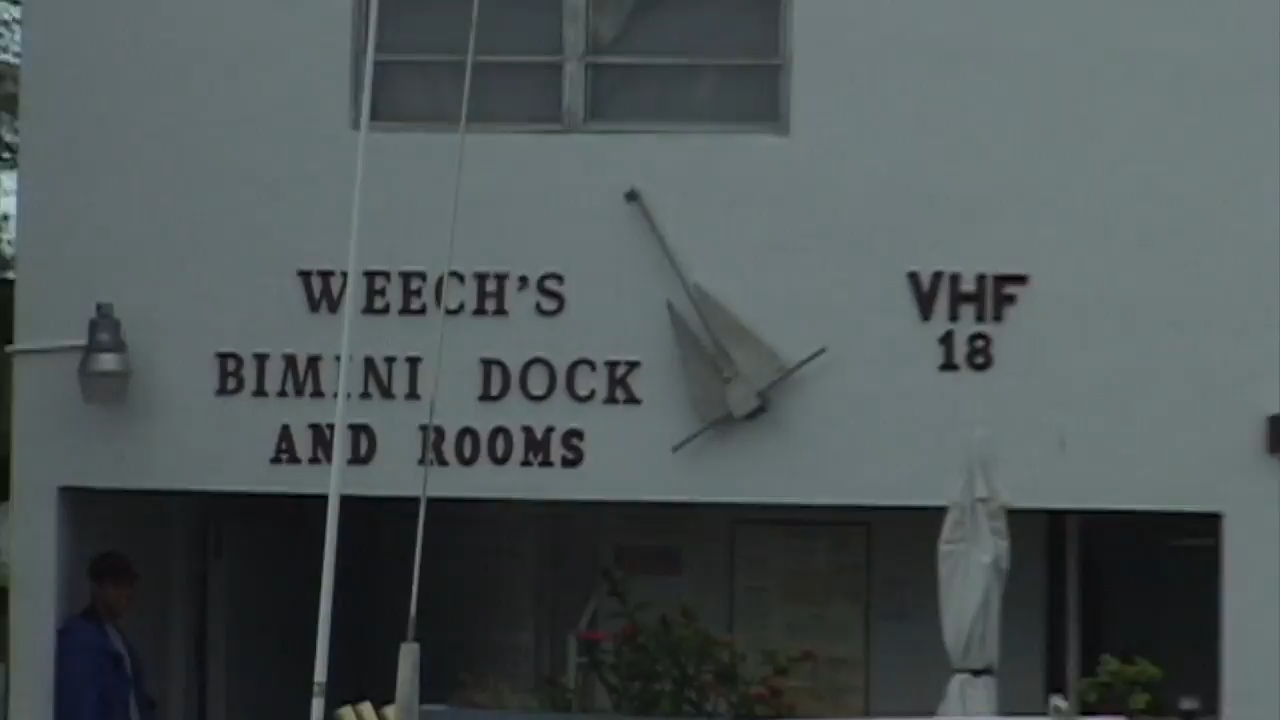 WEECH'S
BIMINI DOCK
AND ROOMS
VHF
18